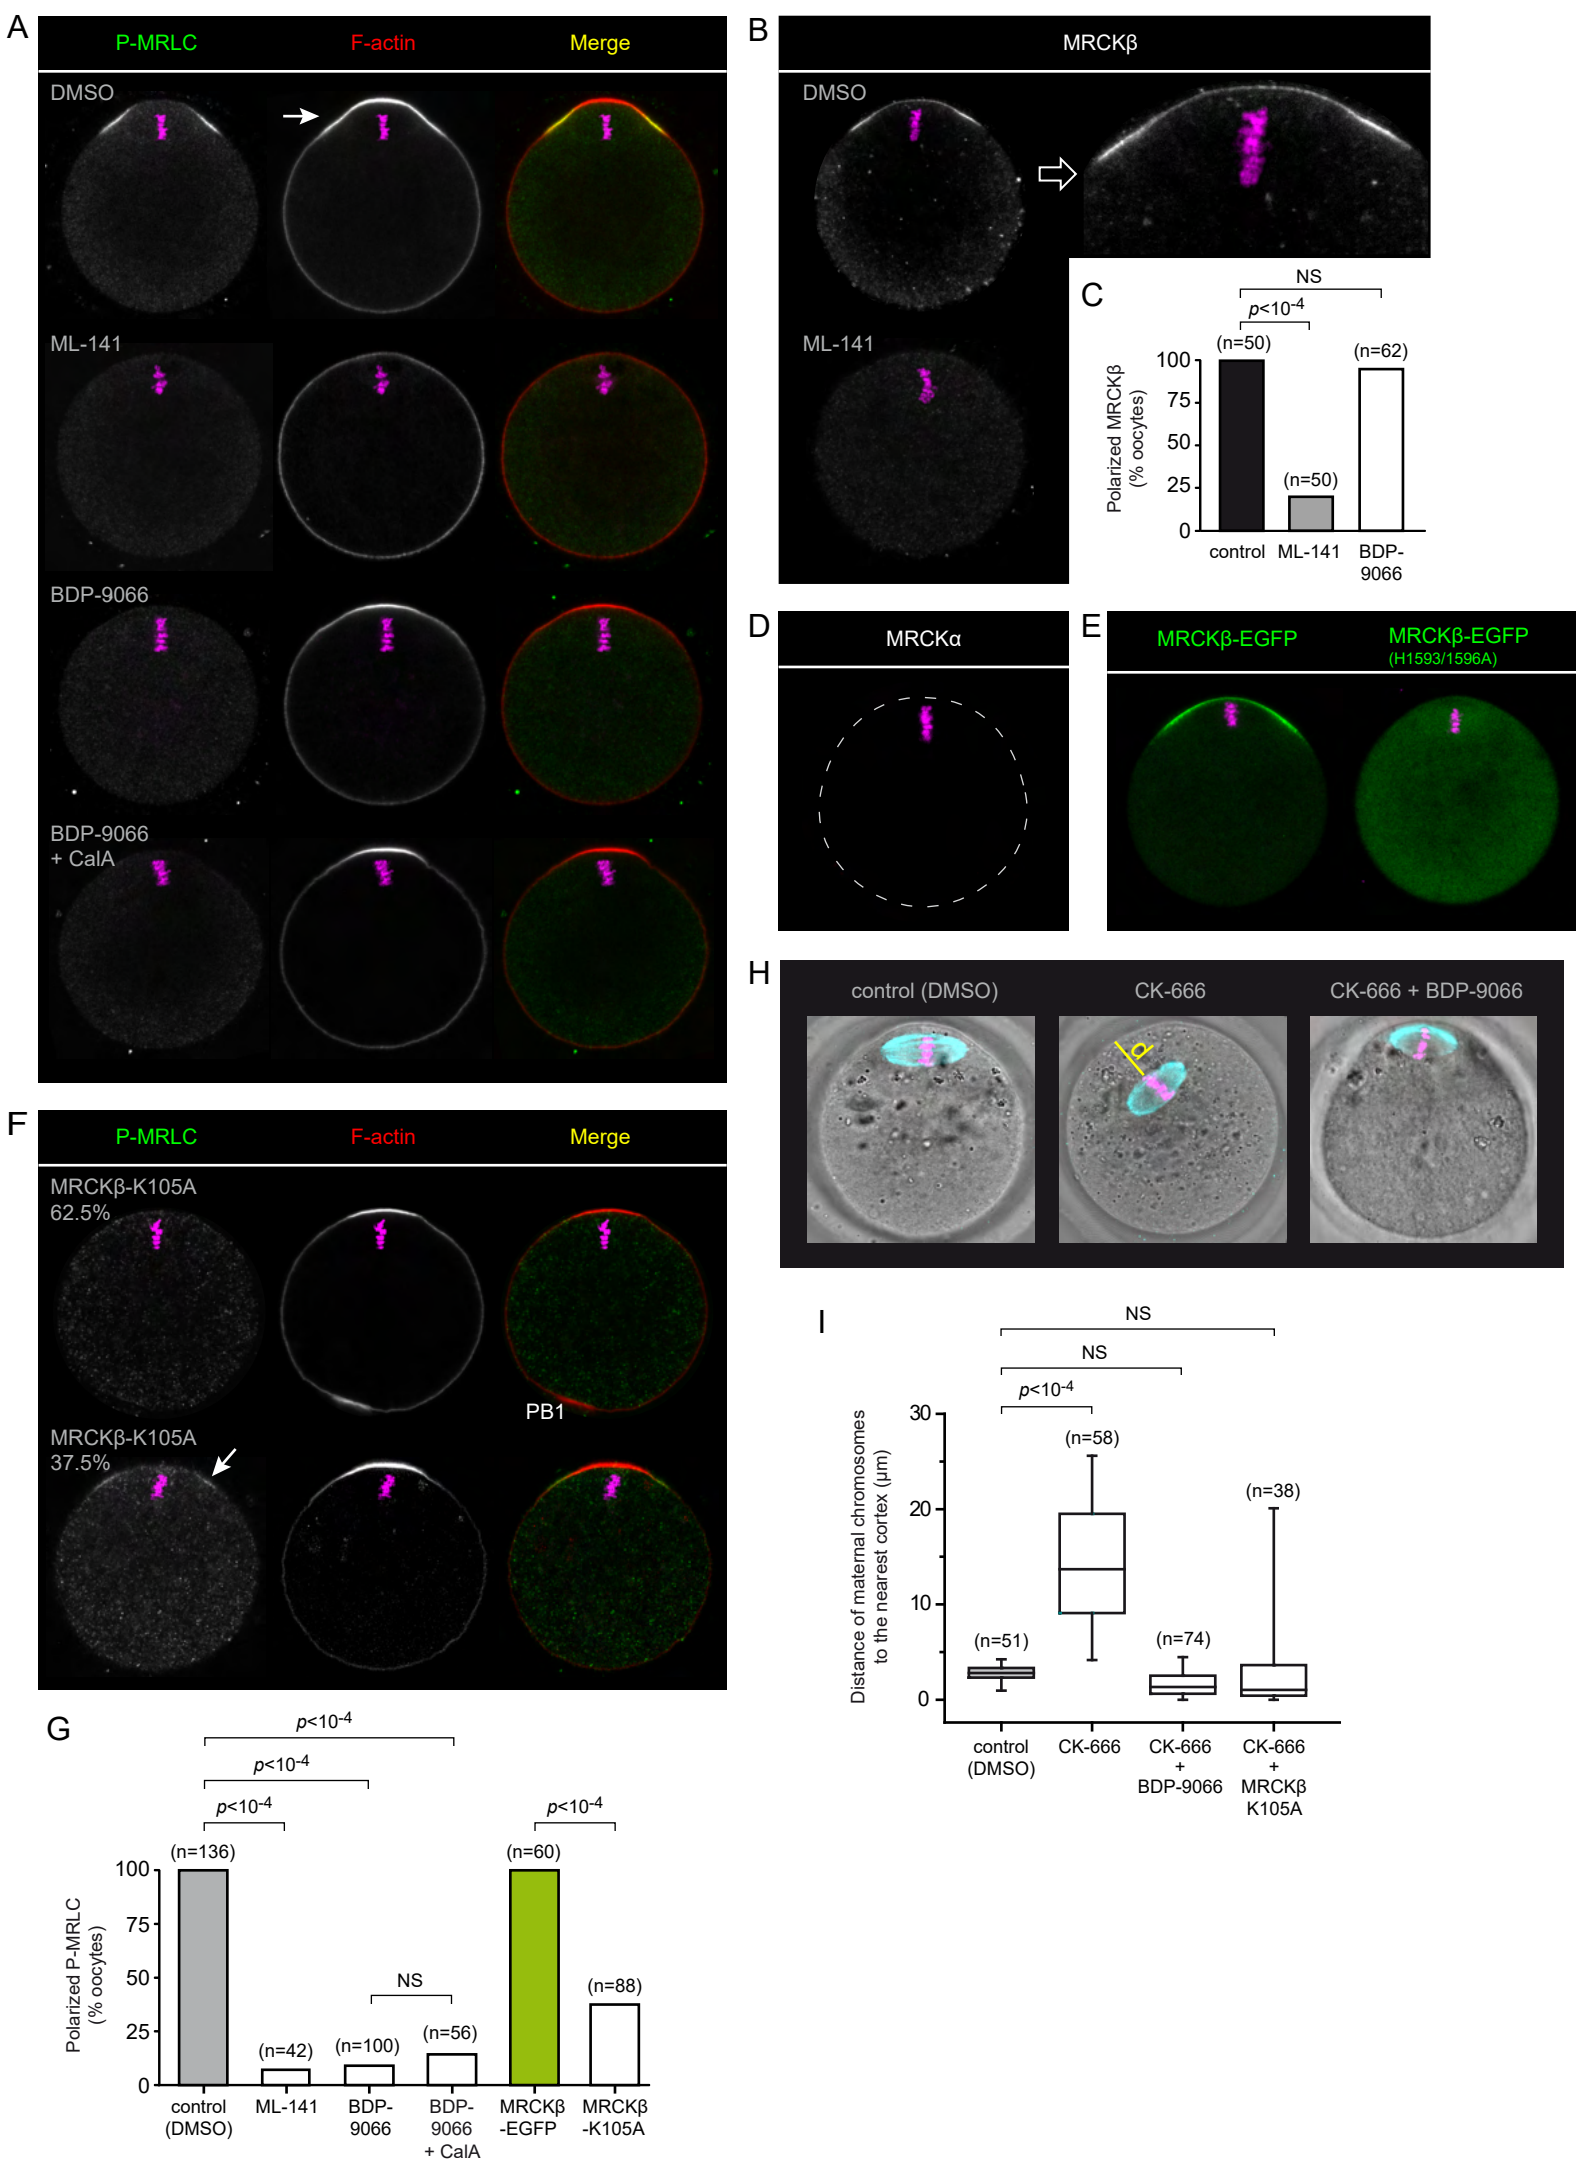 A
P-MRLC F-actin Merge
DMSO
ML-141
BDP-9066
BDP-9066
+ CalA
B
MRCKβ
DMSO
ML-141
C
NS
p<10-4
(n=50)
(n=62)
(n=50)
Polarized MRCKβ
(% oocytes)
100
75
50
25
0
control ML-141 BDP-
9066
D
MRCKα
E
MRCKβ-EGFP MRCKβ-EGFP
(H1593/1596A)
F
P-MRLC F-actin Merge
MRCKβ-K105A
62.5%
PB1
MRCKβ-K105A
37.5%
G
p<10-4
p<10-4
p<10-4 p<10-4
(n=136) (n=60)
NS
(n=42) (n=100) (n=56) (n=88)
Polarized P-MRLC
(% oocytes)
100
75
50
25
0
control
(DMSO)
ML-141
BDP-
9066
BDP-
9066
+ CalA
MRCKβ
-EGFP
MRCKβ
-K105A
H
control (DMSO) CK-666 CK-666 + BDP-9066
d
I
NS
NS
p<10-4
(n=58)
(n=38)
(n=51) (n=74)
Distance of maternal chromosomes
to the nearest cortex (µm)
30
20
10
0
control
(DMSO)
CK-666
CK-666
+
BDP-9066
CK-666
+
MRCKβ
K105A